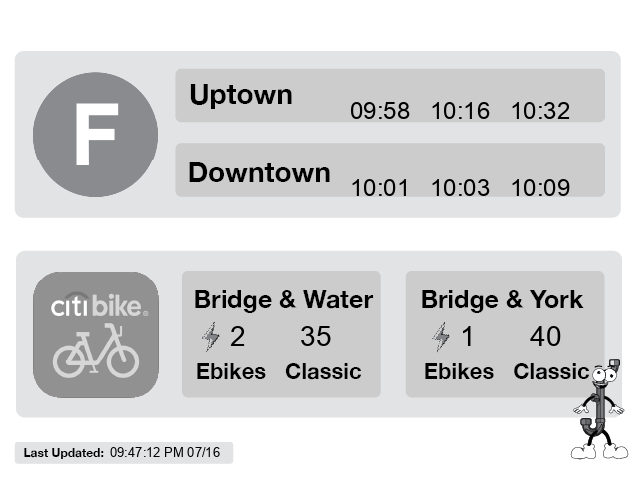 F
Uptown
09:58 10:16 10:32
Downtown
10:01 10:03 10:09
citi bike®
Bridge & Water
2 35
Ebikes Classic
Bridge & York
1 40
Ebikes Classic
Last Updated: 09:47:12 PM 07/16